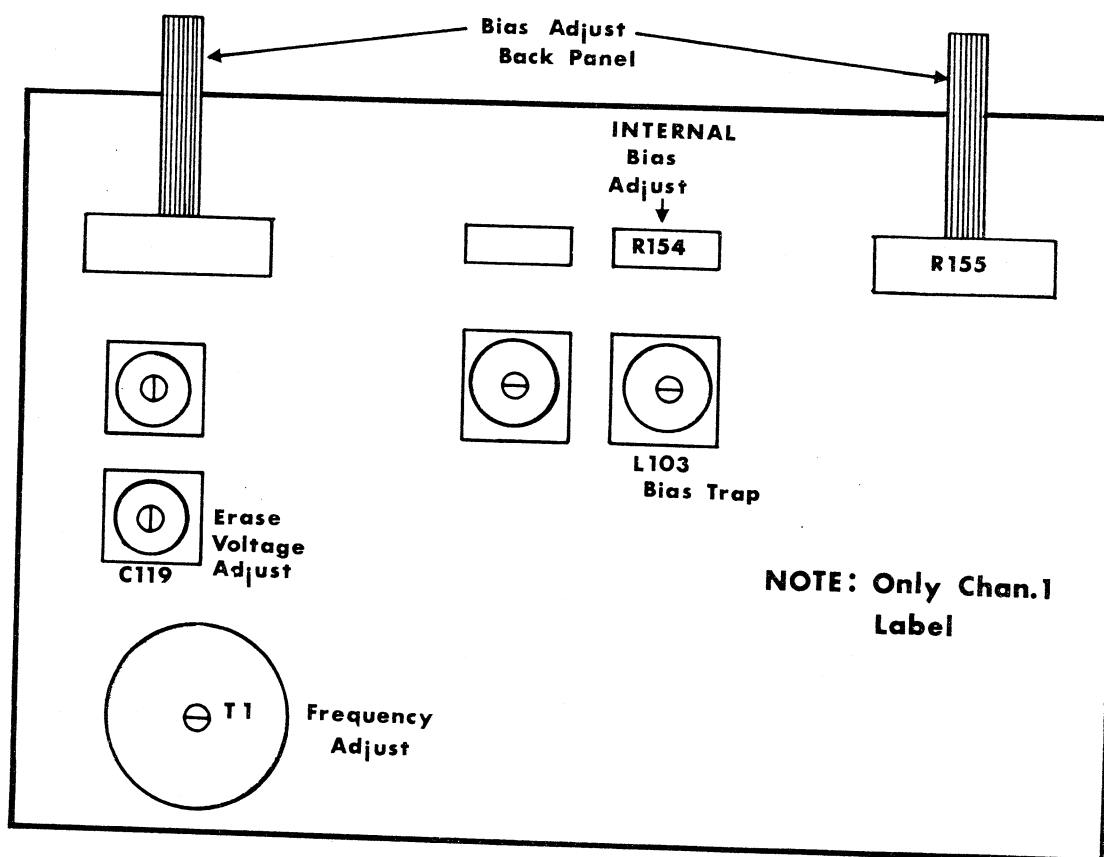 Bias Adjust
Back Panel
INTERNAL
Bias
Adjust
R154
R155
L103
Bias Trap
Erase
Voltage
Adjust
C119
NOTE: Only Chan.1
Label
T1
Frequency
Adjust